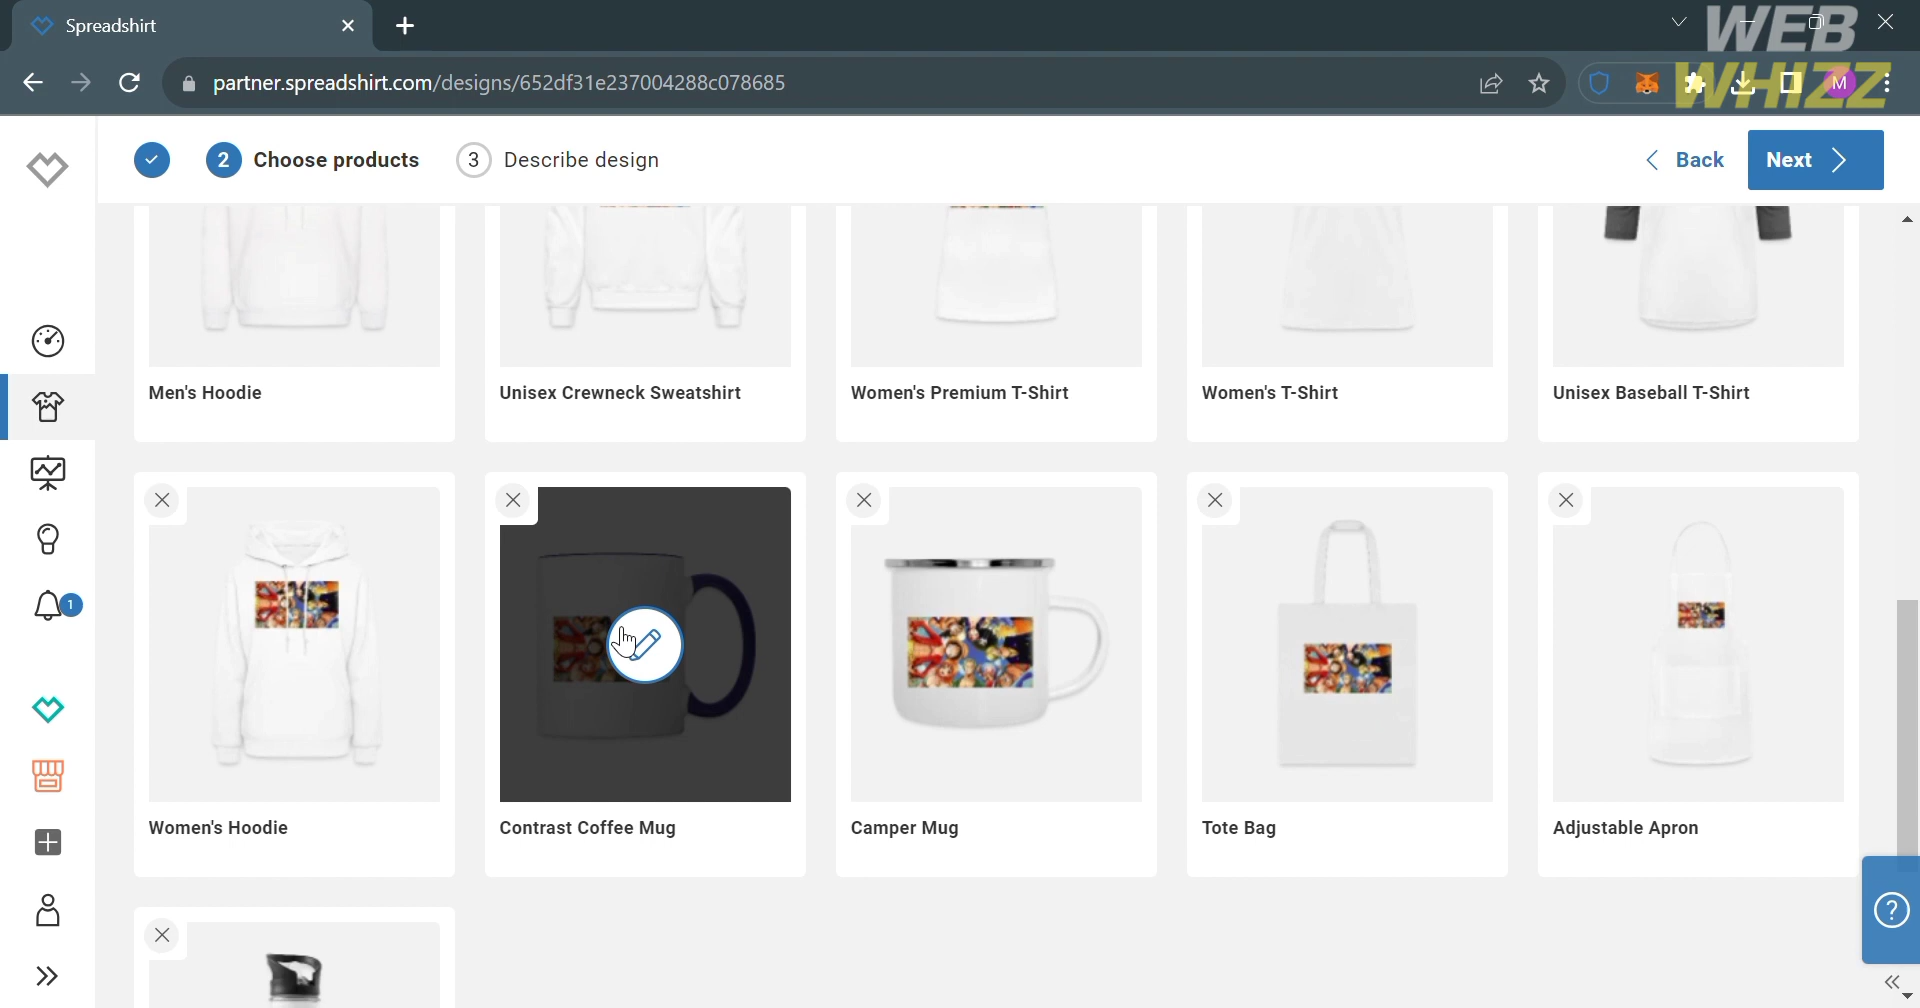 Spreadshirt
WEB
WHIZZ
partner.spreadshirt.com/designs/652df31e237004288c078685
M
2 Choose products 3 Describe design
Back Next
Men's Hoodie Unisex Crewneck Sweatshirt Women's Premium T-Shirt Women's T-Shirt Unisex Baseball T-Shirt
1
Women's Hoodie Contrast Coffee Mug Camper Mug Tote Bag Adjustable Apron
?